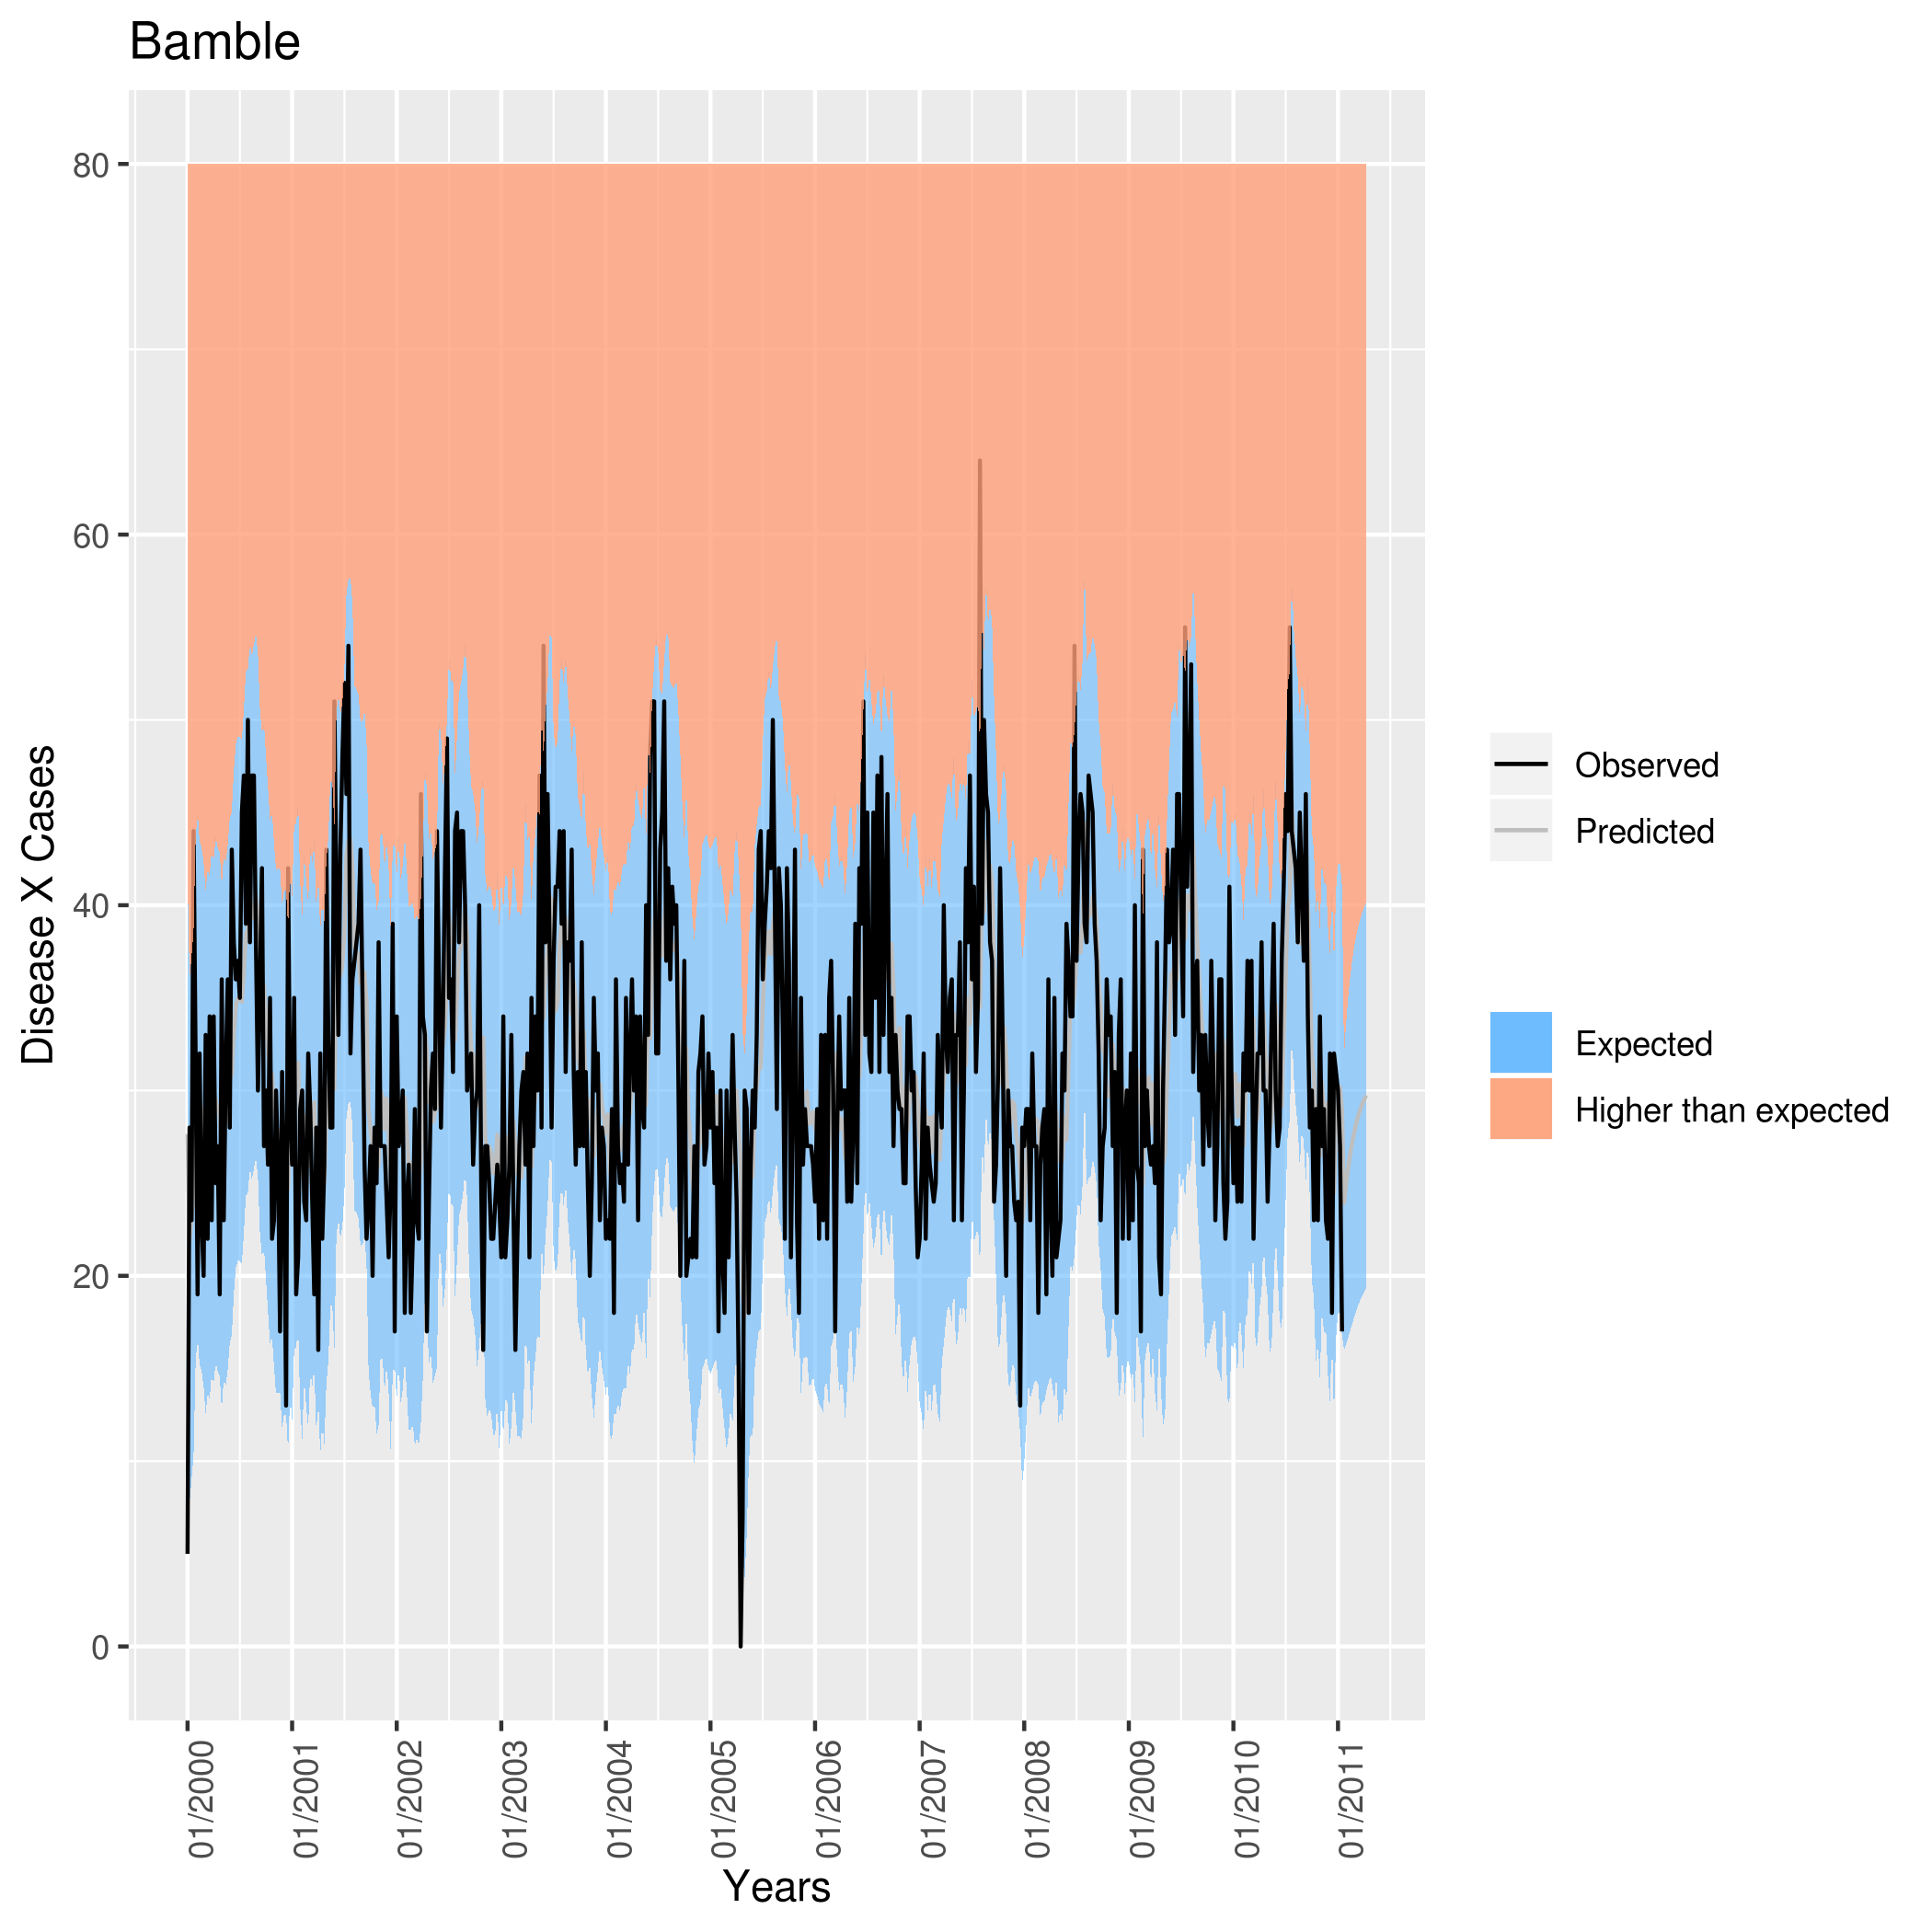 Bamble
Disease X Cases
80
60
40
20
0
01/2000
01/2001
01/2002
01/2003
01/2004
01/2005
01/2006
01/2007
01/2008
01/2009
01/2010
01/2011
Years
Observed
Predicted
Expected
Higher than expected